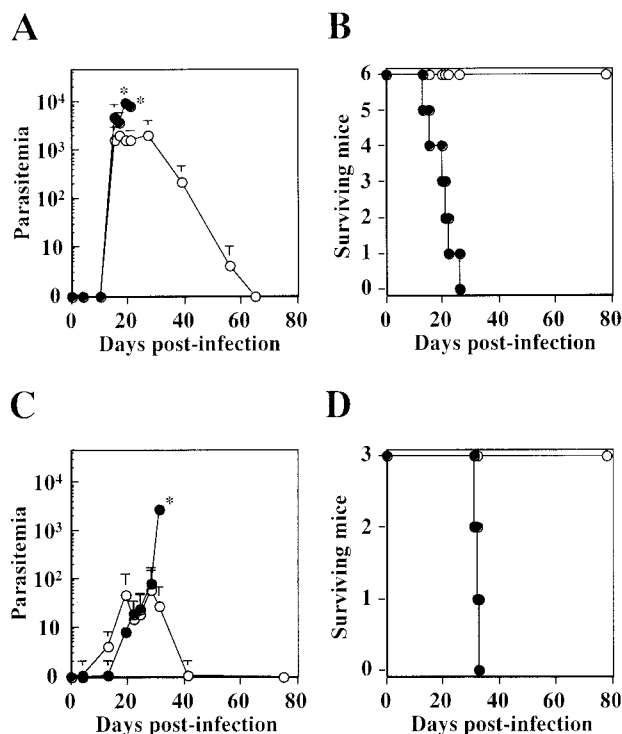 A
Parasitemia
10⁴
10³
10²
10
0
* *
0 20 40 60 80
Days post-infection
B
Surviving mice
6
5
4
3
2
1
0
0 20 40 60 80
Days post-infection
C
Parasitemia
10⁴
10³
10²
10
0
*
0 20 40 60 80
Days post-infection
D
Surviving mice
3
2
1
0
0 20 40 60 80
Days post-infection